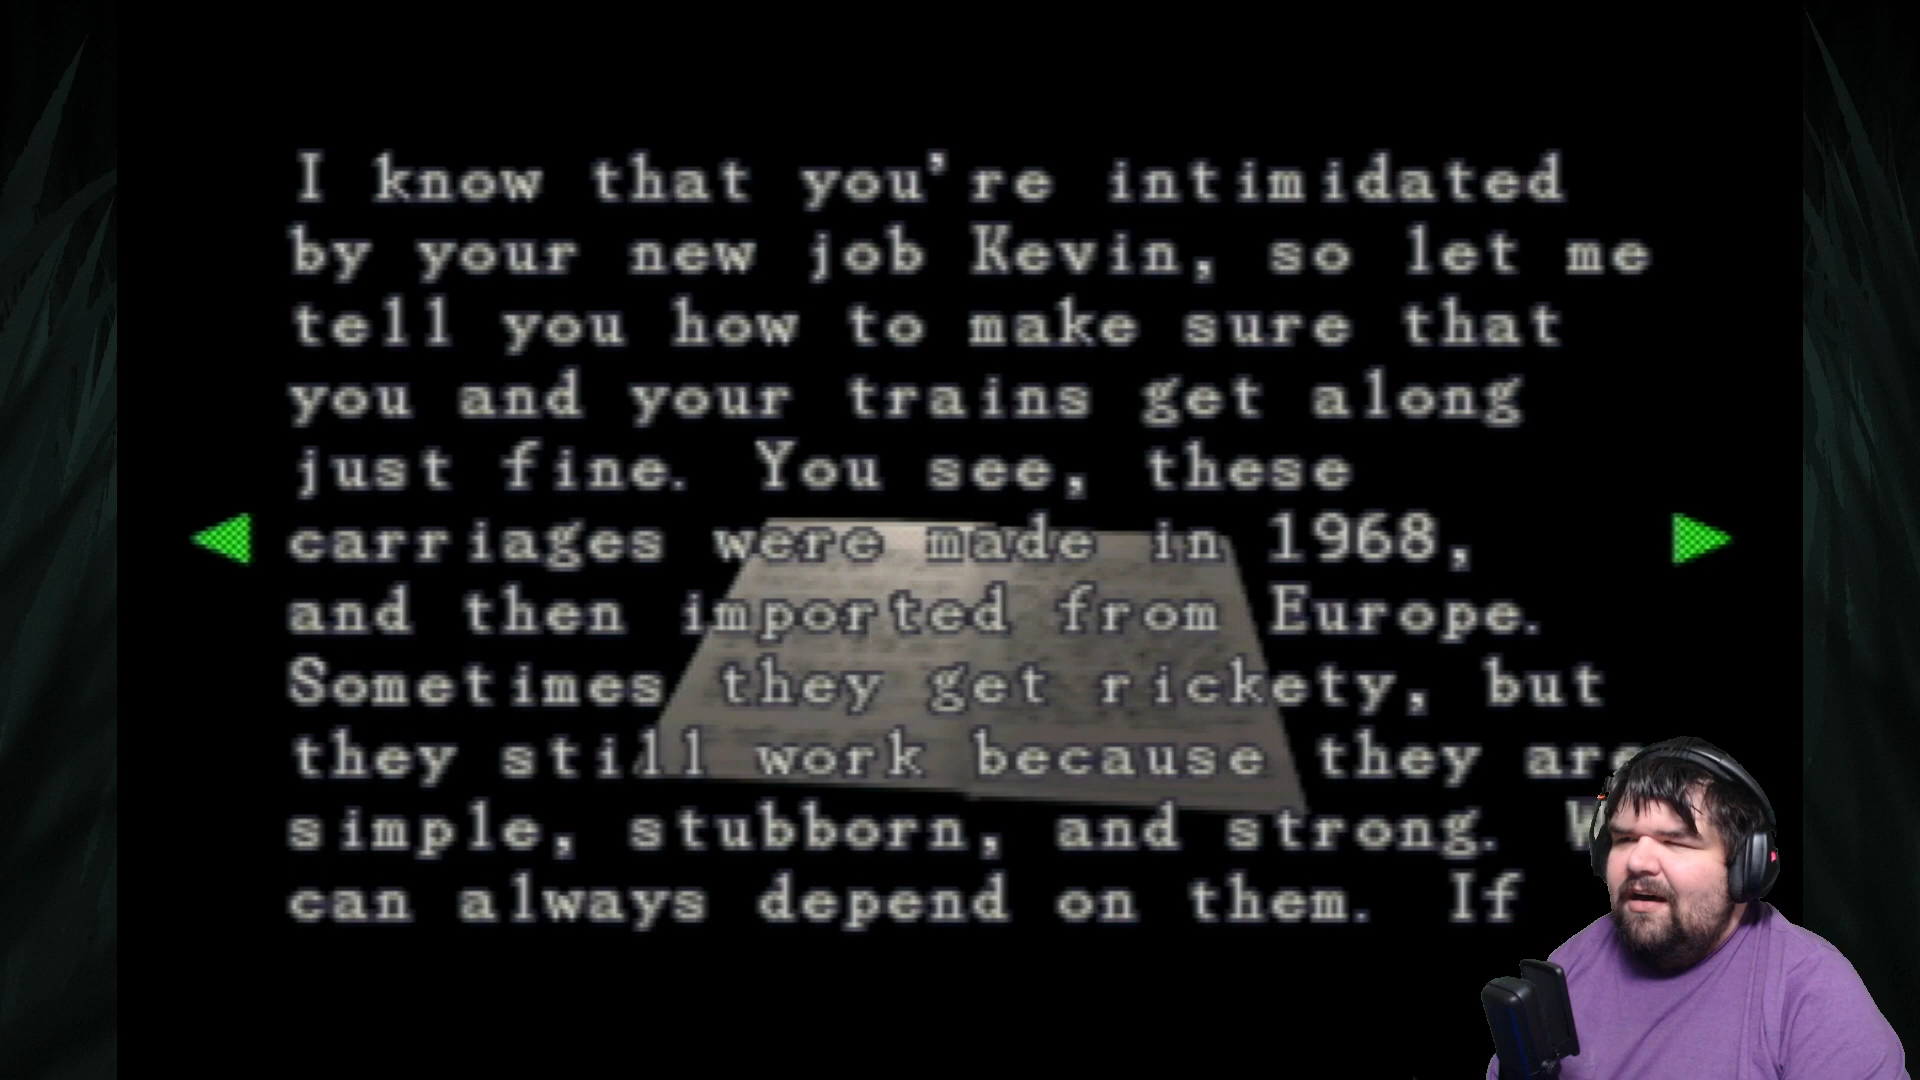 I know that you're intimidated
by your new job Kevin, so let me
tell you how to make sure that
you and your trains get along
just fine. You see, these
carriages were made in 1968,
and then imported from Europe.
Sometimes they get rickety, but
they still work because they are
simple, stubborn, and strong.
can always depend on them. If